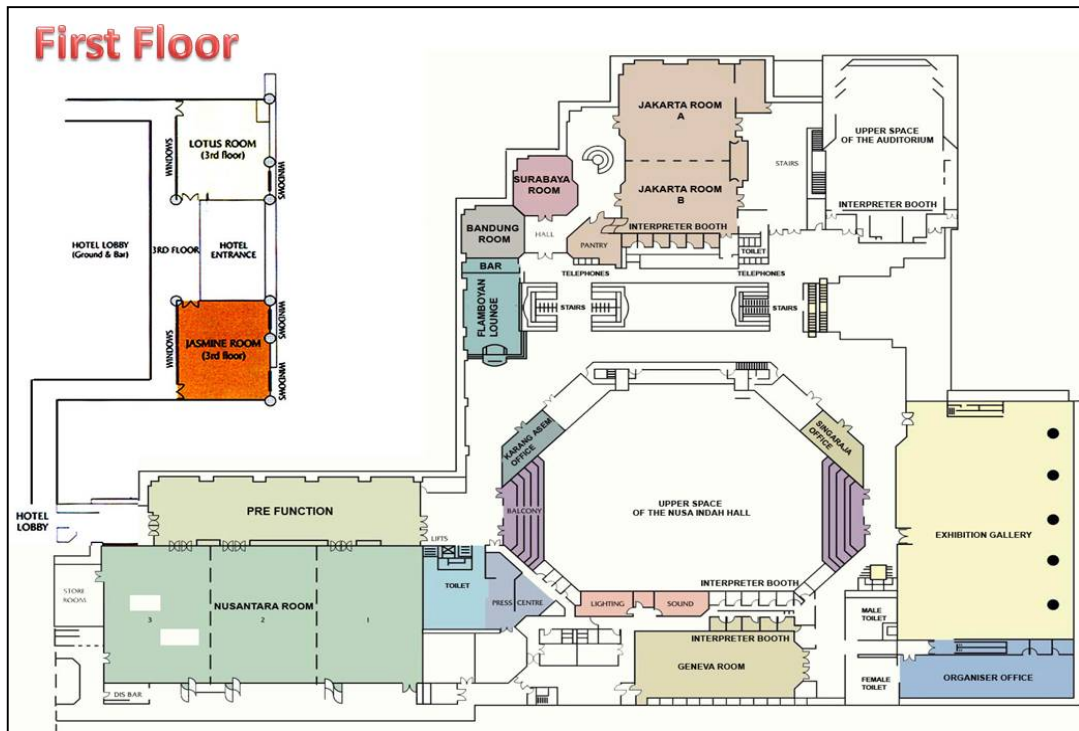 First Floor
LOTUS ROOM
(3rd floor)
WINDOWS
WINDOWS
HOTEL LOBBY
(Ground & Bar)
3RD FLOOR
HOTEL
ENTRANCE
WINDOWS
JASMINE ROOM
(3rd floor)
WINDOWS
WINDOWS
HOTEL
LOBBY
JAKARTA ROOM
A
JAKARTA ROOM
B
INTERPRETER BOOTH
SURABAYA
ROOM
BANDUNG
ROOM
HALL
PANTRY
BAR
FLAMBOYAN
LOUNGE
TELEPHONES
STAIRS
TOILET
TELEPHONES
STAIRS
STAIRS
UPPER SPACE
OF THE AUDITORIUM
INTERPRETER BOOTH
KARANG ASEM
OFFICE
SINGARAJA
OFFICE
BALCONY
UPPER SPACE
OF THE NUSA INDAH HALL
INTERPRETER BOOTH
EXHIBITION GALLERY
PRE FUNCTION
LIFTS
STORE
ROOM
NUSANTARA ROOM
3
2
1
DIS BAR
TOILET
PRESS CENTRE
LIGHTING
SOUND
INTERPRETER BOOTH
GENEVA ROOM
MALE
TOILET
FEMALE
TOILET
ORGANISER OFFICE